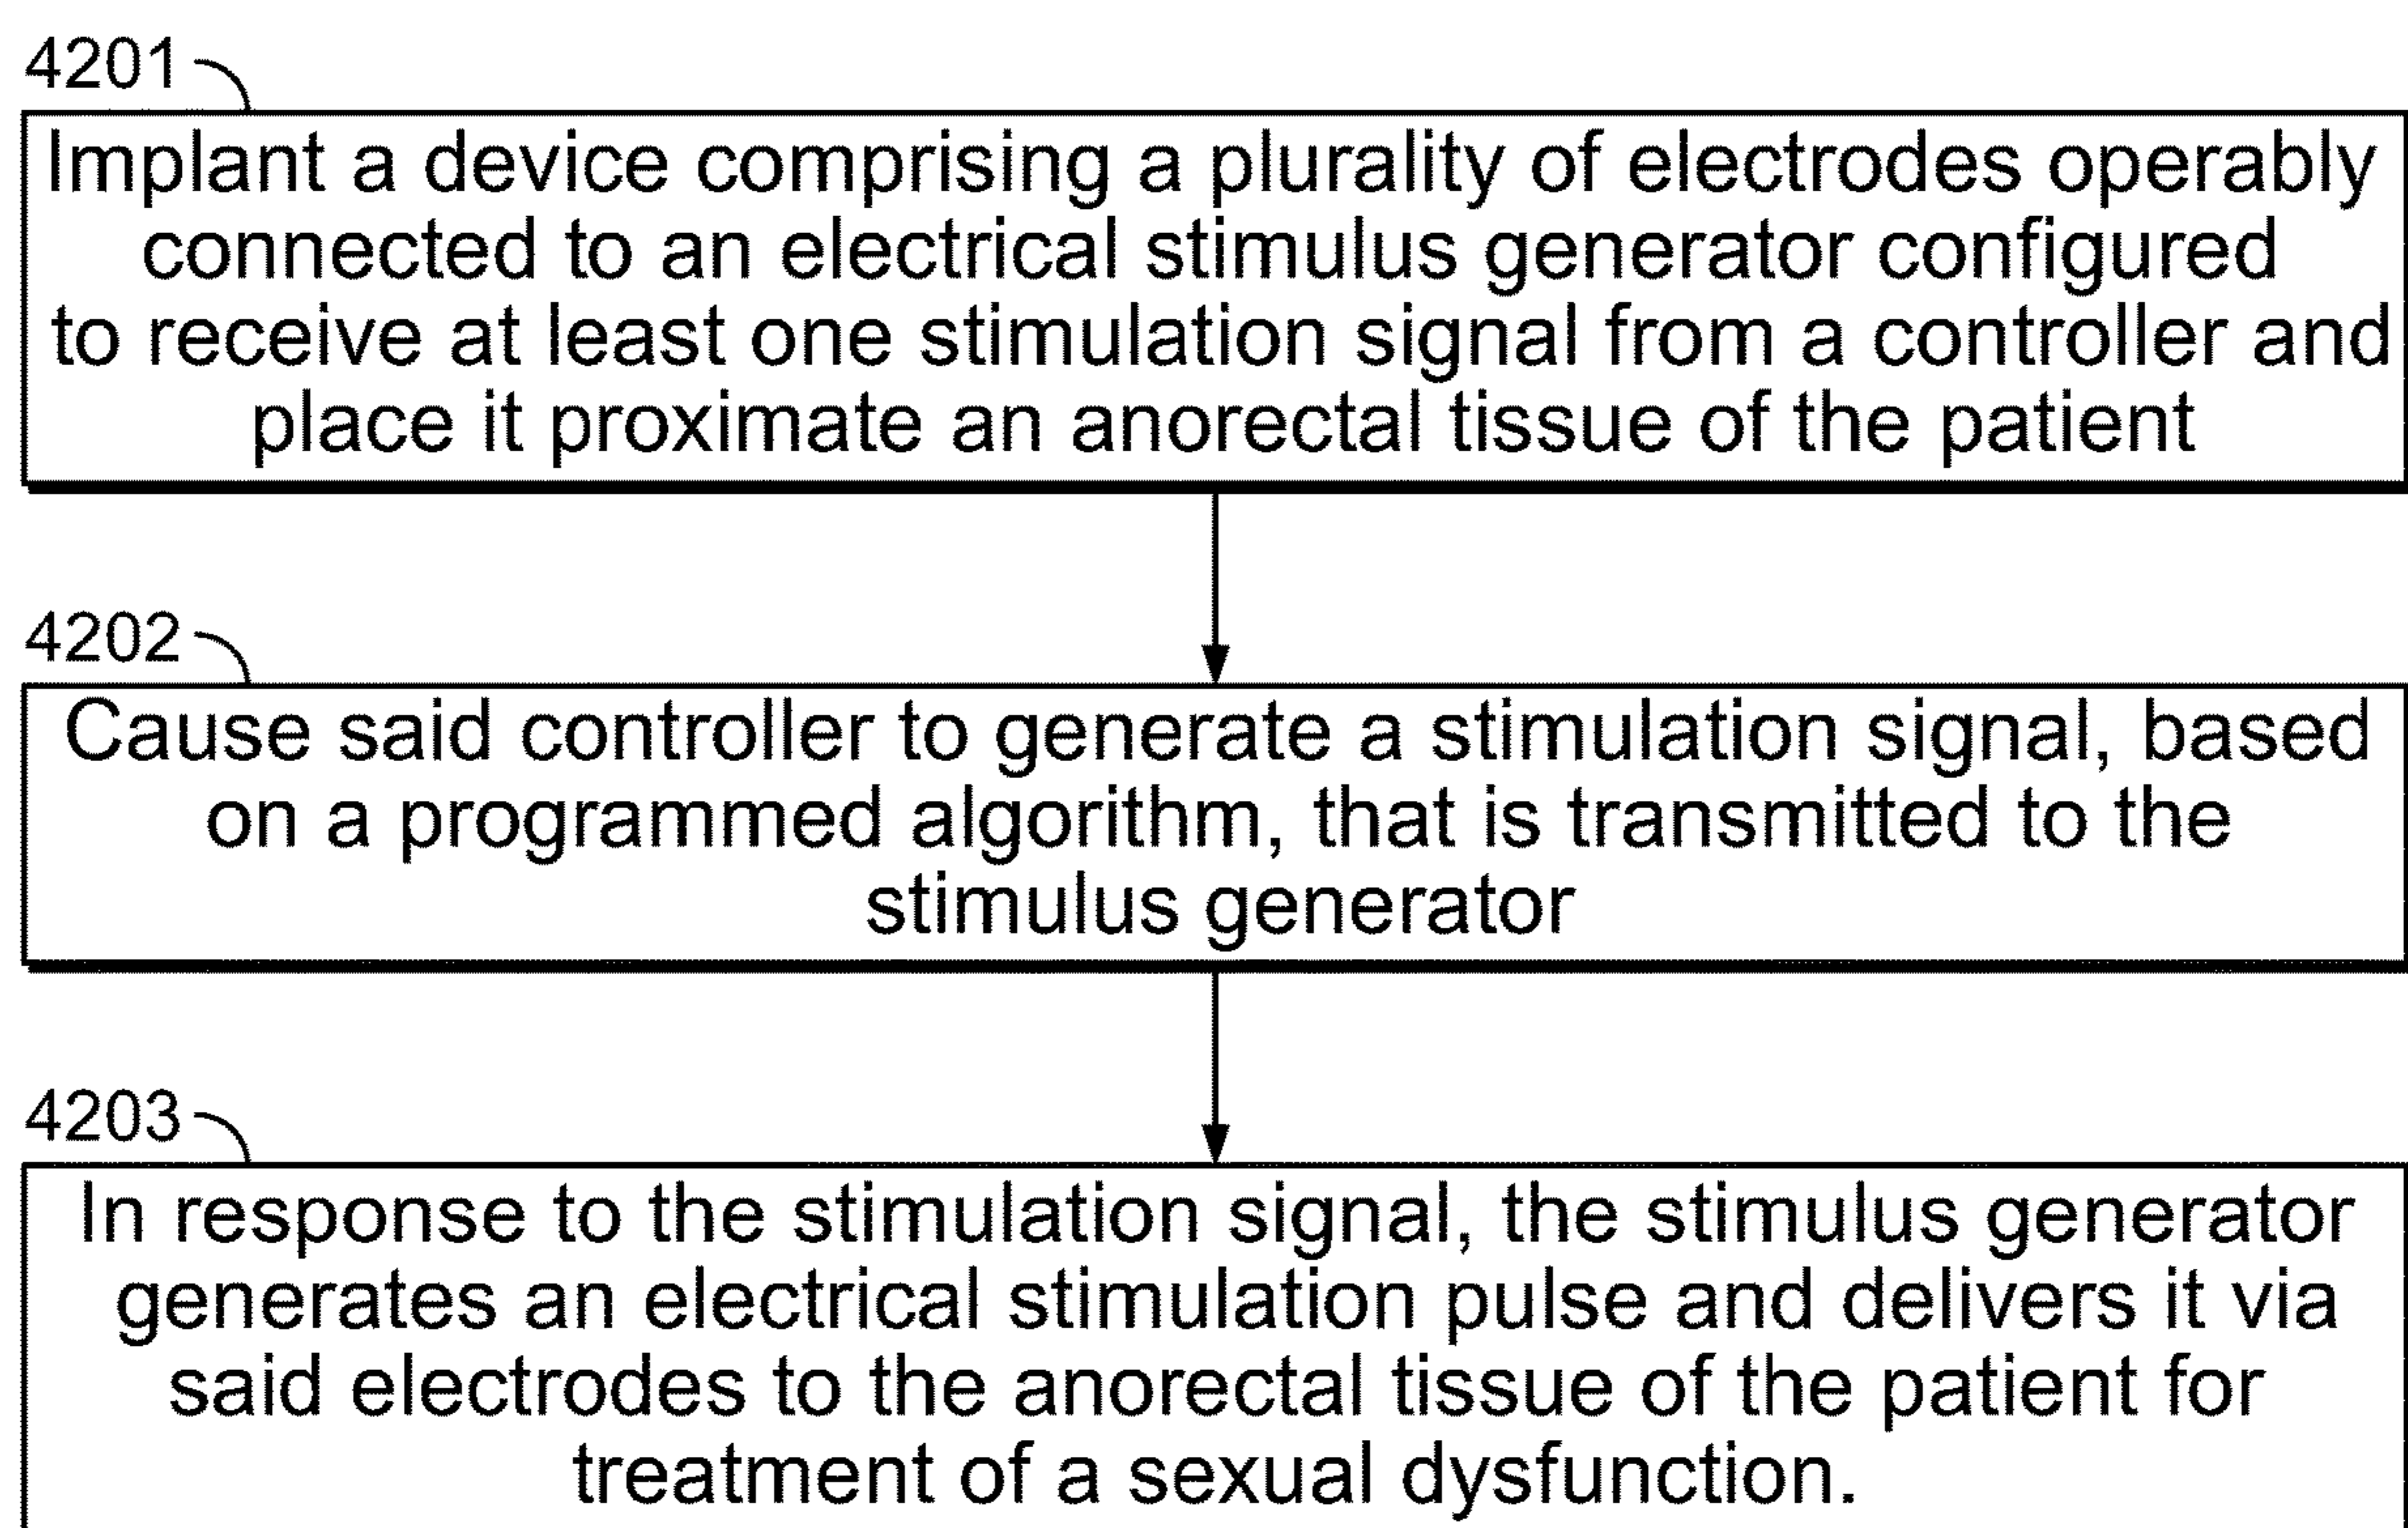 4201
Implant a device comprising a plurality of electrodes operably
connected to an electrical stimulus generator configured
to receive at least one stimulation signal from a controller and
place it proximate an anorectal tissue of the patient
4202
Cause said controller to generate a stimulation signal, based
on a programmed algorithm, that is transmitted to the
stimulus generator
4203
In response to the stimulation signal, the stimulus generator
generates an electrical stimulation pulse and delivers it via
said electrodes to the anorectal tissue of the patient for
treatment of a sexual dysfunction.